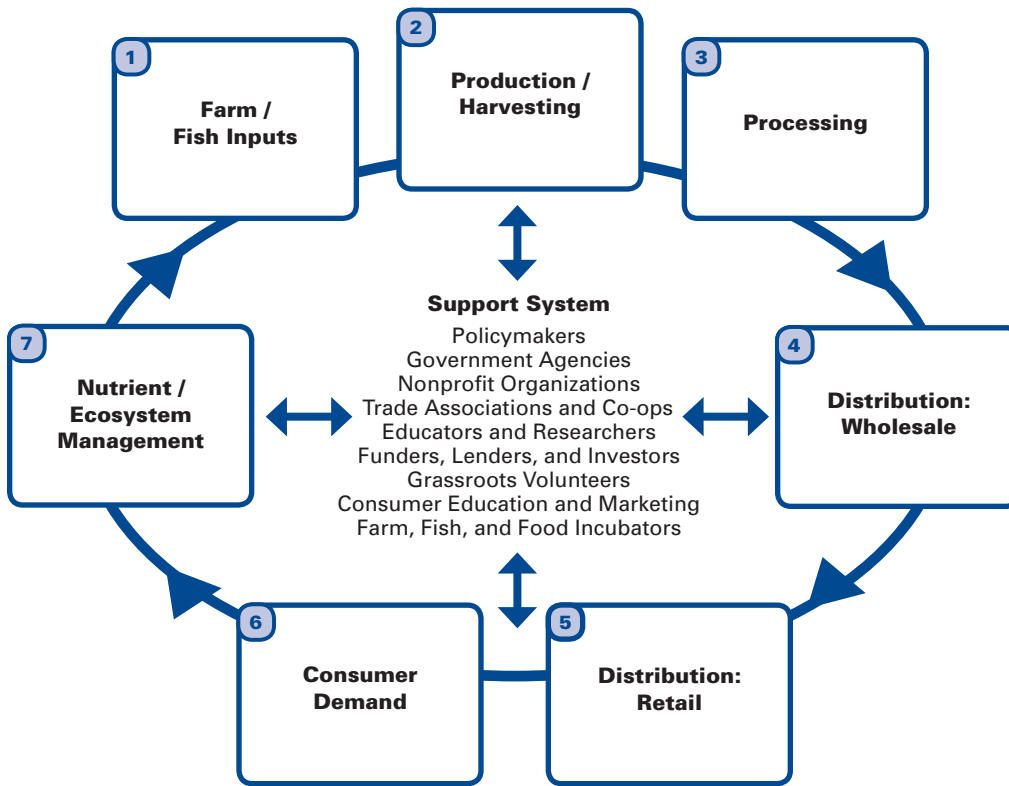 1
Farm /
Fish Inputs
2
Production /
Harvesting
3
Processing
4
Distribution:
Wholesale
5
Distribution:
Retail
6
Consumer
Demand
7
Nutrient /
Ecosystem
Management
Support System
Policymakers
Government Agencies
Nonprofit Organizations
Trade Associations and Co-ops
Educators and Researchers
Funders, Lenders, and Investors
Grassroots Volunteers
Consumer Education and Marketing
Farm, Fish, and Food Incubators